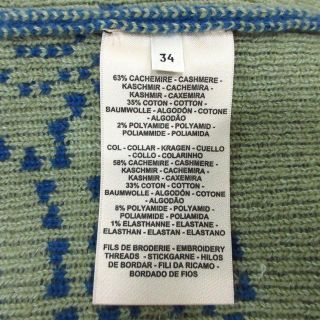 34
63% CACHEMIRE - CASHMERE -
KASCHMIR - CACHEMIRA -
KASHMIR - CAXEMIRA
35% COTON - COTTON -
BAUMWOLLE - ALGODÓN - COTONE
- ALGODÃO
2% POLYAMIDE - POLYAMID -
POLIAMMIDE - POLIAMIDA
COL - COLLAR - KRAGEN - CUELLO
- COLLO - COLARINHO
58% CACHEMIRE - CASHMERE -
KASCHMIR - CACHEMIRA -
KASHMIR - CAXEMIRA
33% COTON - COTTON -
BAUMWOLLE - ALGODÓN - COTONE
- ALGODÃO
8% POLYAMIDE - POLYAMID -
POLIAMMIDE - POLIAMIDA
1% ELASTHANNE - ELASTANE -
ELASTHAN - ELASTAN - ELASTANO
FILS DE BRODERIE - EMBROIDERY
THREADS - STICKGARNE - HILOS
DE BORDAR - FILI DA RICAMO -
BORDADO DE FIOS